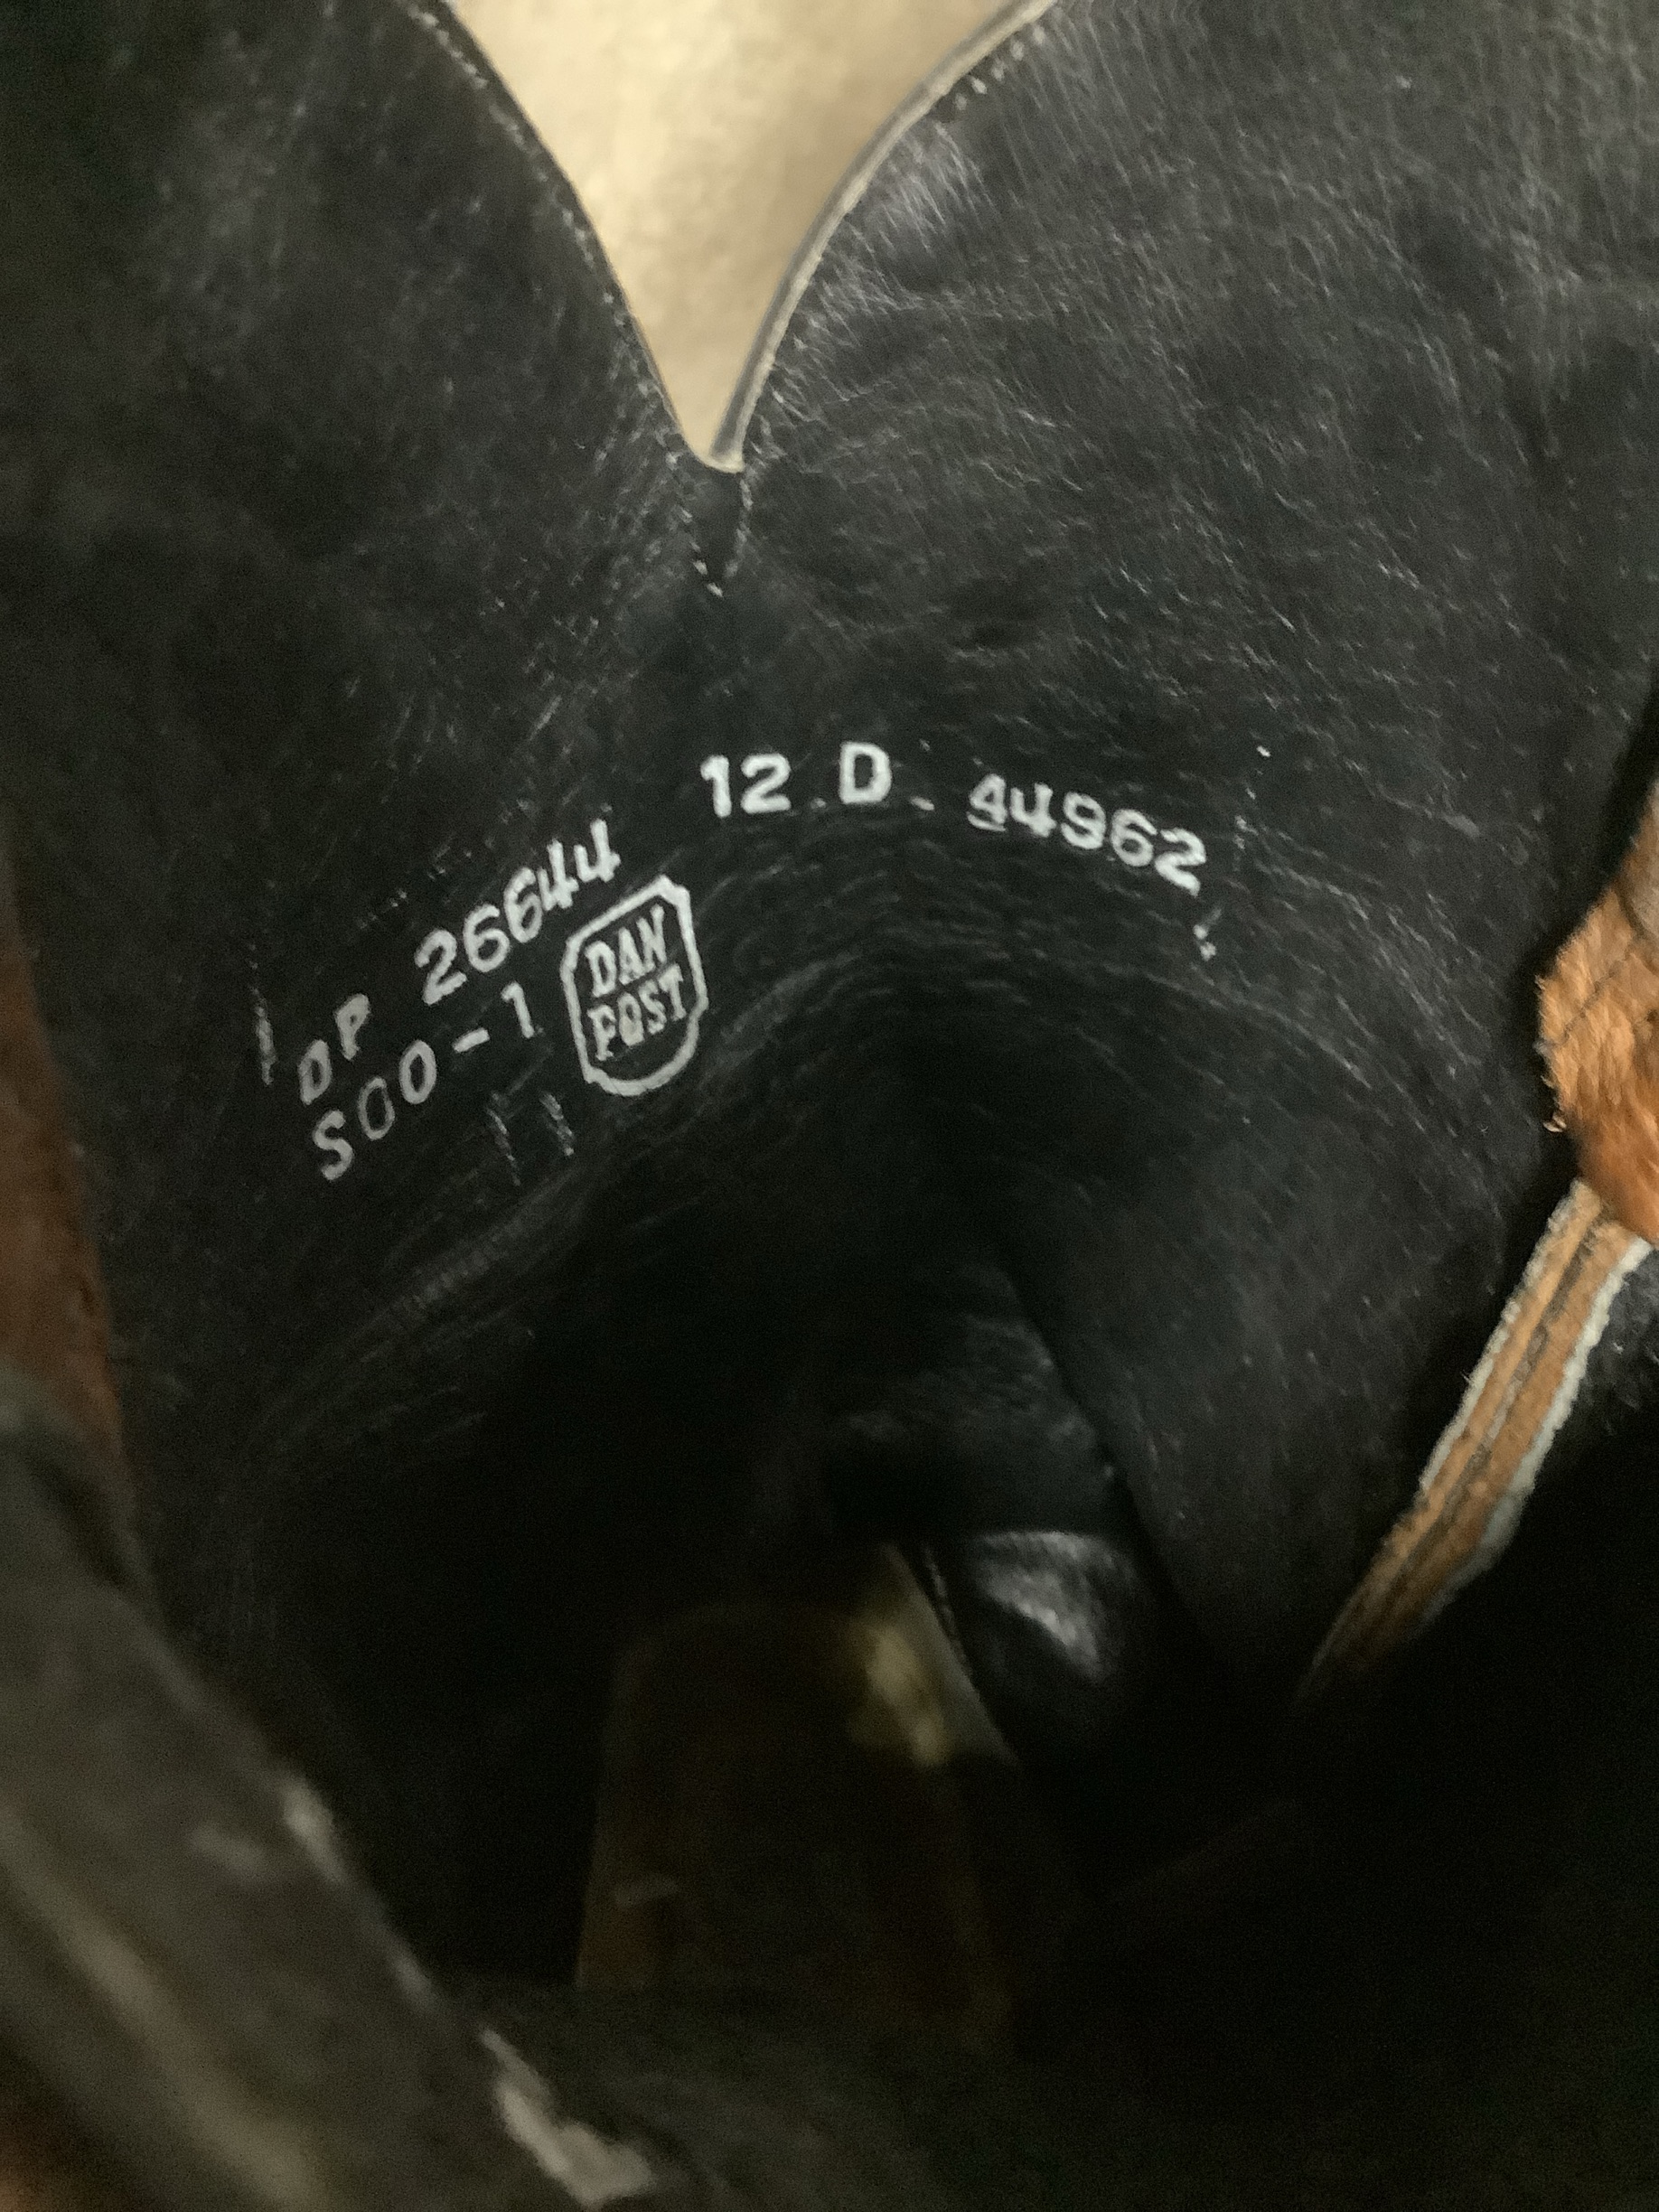 12 D 44962
DP 26644
S00-1
DAN
POST